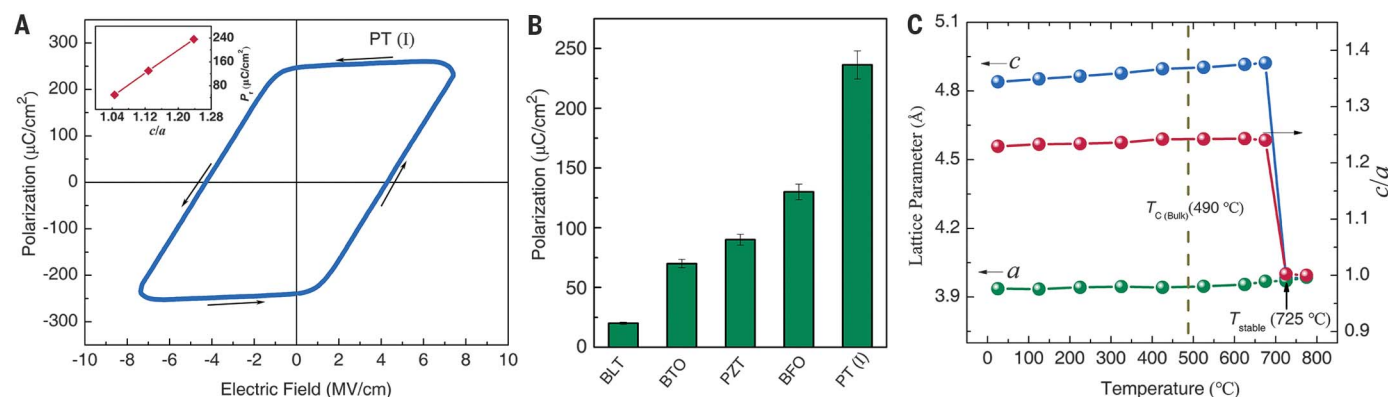 A
PT (I)
300
200
100
0
-100
-200
-300
Polarization (μC/cm²)
-10 -8 -6 -4 -2 0 2 4 6 8 10
Electric Field (MV/cm)
240
160
80
Pr (μC/cm²)
1.04 1.12 1.20 1.28
c/a
B
250
200
150
100
50
0
Polarization (μC/cm²)
BLT BTO PZT BFO PT (I)
C
5.1
4.8
4.5
4.2
3.9
Lattice Parameter (Å)
c
a
TC (Bulk) (490 °C)
Tstable (725 °C)
1.4
1.3
1.2
1.1
1.0
0.9
c/a
0 100 200 300 400 500 600 700 800
Temperature (°C)